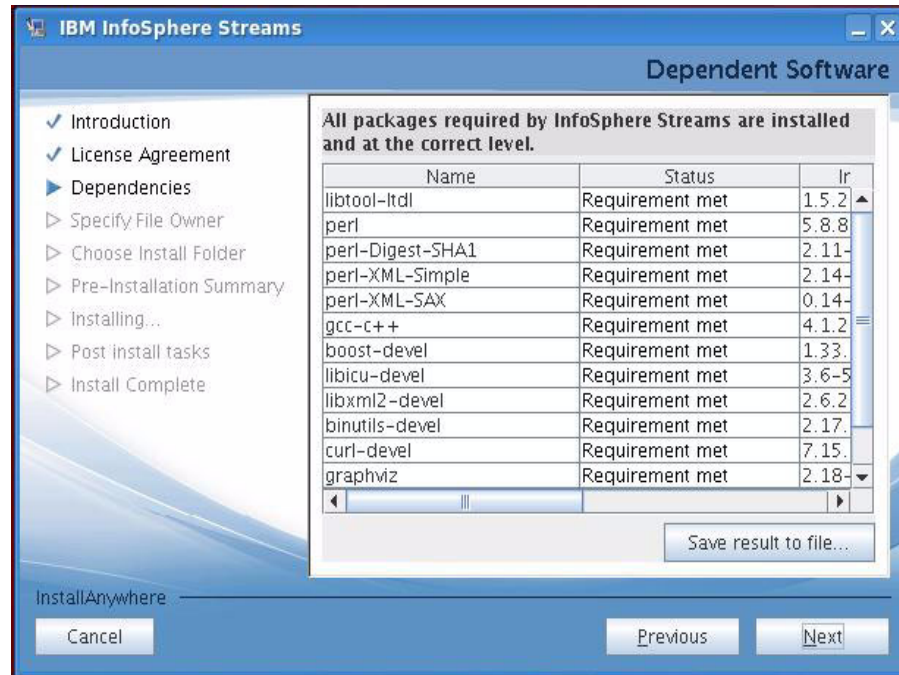 IBM InfoSphere Streams
Dependent Software
Introduction
License Agreement
Dependencies
Specify File Owner
Choose Install Folder
Pre-Installation Summary
Installing...
Post install tasks
Install Complete
All packages required by InfoSphere Streams are installed
and at the correct level.
Name Status Ir
libtool-ltdl Requirement met 1.5.2
perl Requirement met 5.8.8
perl-Digest-SHA1 Requirement met 2.11-
perl-XML-Simple Requirement met 2.14-
perl-XML-SAX Requirement met 0.14-
gcc-c++ Requirement met 4.1.2
boost-devel Requirement met 1.33.
libicu-devel Requirement met 3.6-5
libxml2-devel Requirement met 2.6.2
binutils-devel Requirement met 2.17.
curl-devel Requirement met 7.15.
graphviz Requirement met 2.18-
Save result to file...
InstallAnywhere
Cancel Previous Next